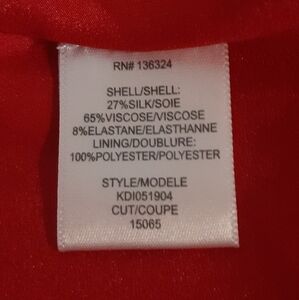 RN# 136324
SHELL/SHELL:
27%SILK/SOIE
65%VISCOSE/VISCOSE
8%ELASTANE/ELASTHANNE
LINING/DOUBLURE:
100%POLYESTER/POLYESTER
STYLE/MODELE
KDI051904
CUT/COUPE
15065